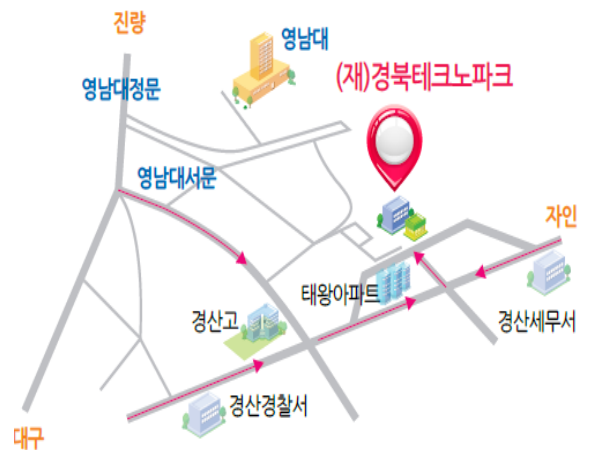 진량
영남대
영남대정문
(재)경북테크노파크
영남대서문
자인
태왕아파트
경산고
경산세무서
경산경찰서
대구